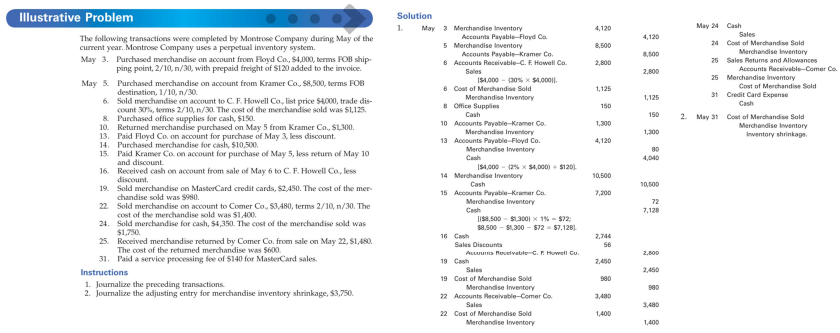 Illustrative Problem
The following transactions were completed by Montrose Company during May of the
current year. Montrose Company uses a perpetual inventory system.
May 3. Purchased merchandise on account from Floyd Co., $4,000, terms FOB ship-
ping point, 2/10, n/30, with prepaid freight of $120 added to the invoice.
May 5. Purchased merchandise on account from Kramer Co., $8,500, terms FOB
destination, 1/10, n/30.
6. Sold merchandise on account to C. F. Howell Co., list price $4,000, trade dis-
count 30%, terms 2/10, n/30. The cost of the merchandise sold was $1,125.
8. Purchased office supplies for cash, $150.
10. Returned merchandise purchased on May 5 from Kramer Co., $1,300.
13. Paid Floyd Co. on account for purchase of May 3, less discount.
14. Purchased merchandise for cash, $10,500.
15. Paid Kramer Co. on account for purchase of May 5, less return of May 10
and discount.
16. Received cash on account from sale of May 6 to C. F. Howell Co., less
discount.
19. Sold merchandise on MasterCard credit cards, $2,450. The cost of the mer-
chandise sold was $980.
22. Sold merchandise on account to Comer Co., $3,480, terms 2/10, n/30. The
cost of the merchandise sold was $1,400.
24. Sold merchandise for cash, $4,350. The cost of the merchandise sold was
$1,750.
25. Received merchandise returned by Comer Co. from sale on May 22, $1,480.
The cost of the returned merchandise was $600.
31. Paid a service processing fee of $140 for MasterCard sales.
Instructions
1. Journalize the preceding transactions.
2. Journalize the adjusting entry for merchandise inventory shrinkage, $3,750.
Solution
1. May 3 Merchandise Inventory 4,120
Accounts Payable—Floyd Co. 4,120
5 Merchandise Inventory 8,500
Accounts Payable—Kramer Co. 8,500
6 Accounts Receivable—C. F. Howell Co. 2,800
Sales 2,800
[$4,000 − (30% × $4,000)].
6 Cost of Merchandise Sold 1,125
Merchandise Inventory 1,125
8 Office Supplies 150
Cash 150
10 Accounts Payable—Kramer Co. 1,300
Merchandise Inventory 1,300
13 Accounts Payable—Floyd Co. 4,120
Merchandise Inventory 80
Cash 4,040
[$4,000 − (2% × $4,000) + $120].
14 Merchandise Inventory 10,500
Cash 10,500
15 Accounts Payable—Kramer Co. 7,200
Merchandise Inventory 72
Cash 7,128
[($8,500 − $1,300) × 1% = $72;
$8,500 − $1,300 − $72 = $7,128].
16 Cash 2,744
Sales Discounts 56
Accounts Receivable—C. F. Howell Co. 2,800
19 Cash 2,450
Sales 2,450
19 Cost of Merchandise Sold 980
Merchandise Inventory 980
22 Accounts Receivable—Comer Co. 3,480
Sales 3,480
22 Cost of Merchandise Sold 1,400
Merchandise Inventory 1,400
May 24 Cash
Sales
24 Cost of Merchandise Sold
Merchandise Inventory
25 Sales Returns and Allowances
Accounts Receivable—Comer Co.
25 Merchandise Inventory
Cost of Merchandise Sold
31 Credit Card Expense
Cash
2. May 31 Cost of Merchandise Sold
Merchandise Inventory
Inventory shrinkage.